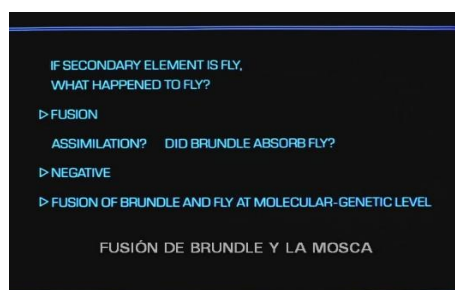 IF SECONDARY ELEMENT IS FLY,
WHAT HAPPENED TO FLY?
▷FUSION
ASSIMILATION? DID BRUNDLE ABSORB FLY?
▷NEGATIVE
▷FUSION OF BRUNDLE AND FLY AT MOLECULAR-GENETIC LEVEL
FUSIÓN DE BRUNDLE Y LA MOSCA